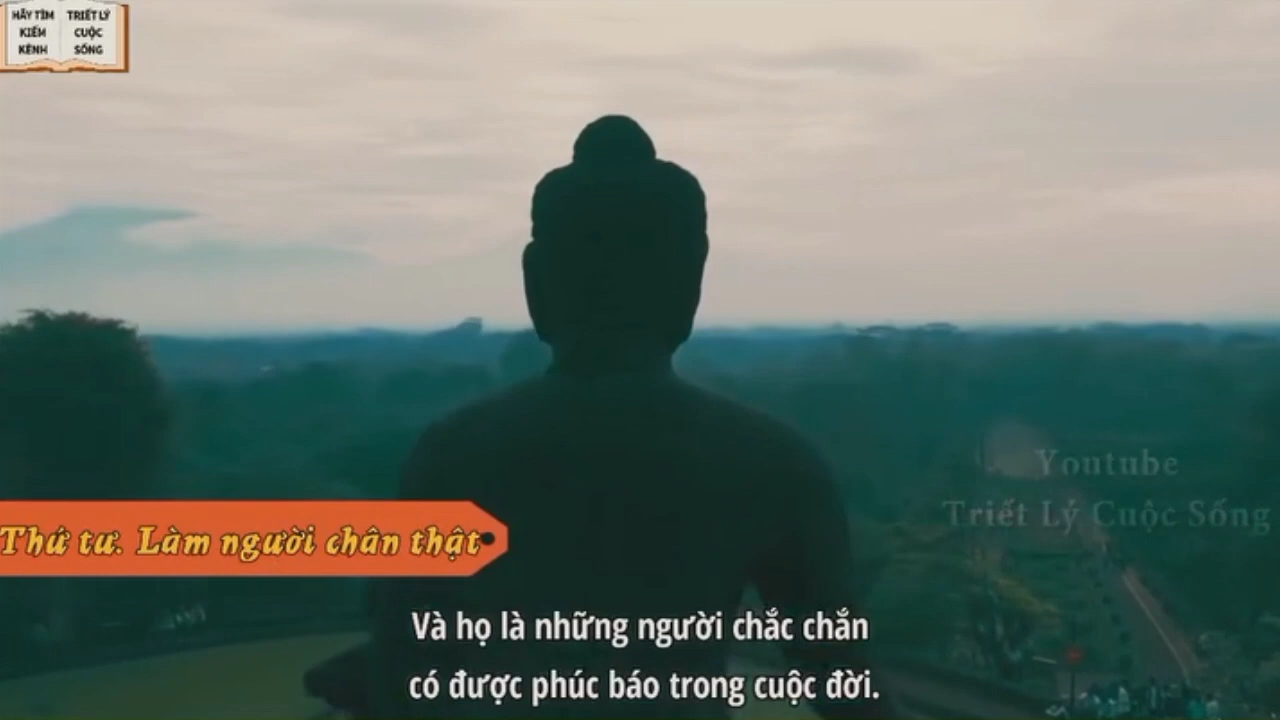 HÃY TÌM
KIẾM
KÊNH
TRIẾT LÝ
CUỘC
SỐNG
Youtube
Triết Lý Cuộc Sống
Thứ tư. Làm người chân thật
Và họ là những người chắc chắn
có được phúc báo trong cuộc đời.